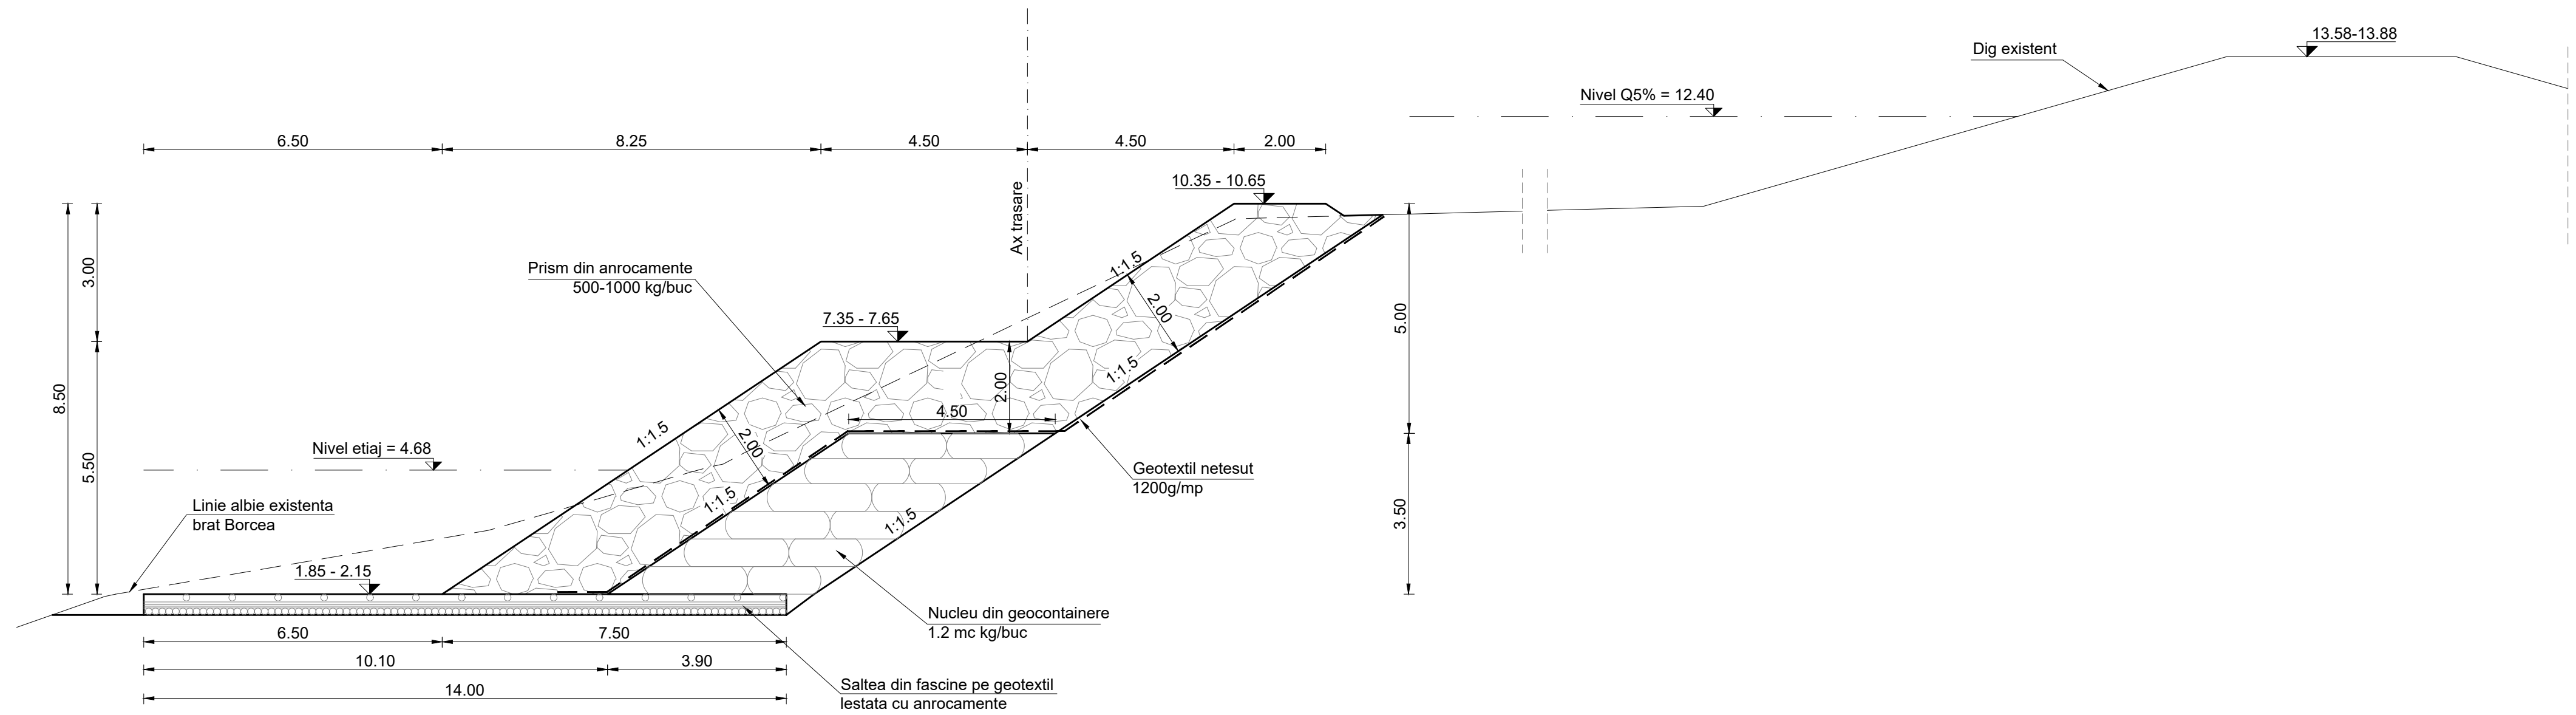 13.58-13.88
Dig existent
Nivel Q5% = 12.40
6.50
8.25
4.50
4.50
2.00
10.35 - 10.65
Ax trasare
3.00
8.50
5.50
Prism din anrocamente
500-1000 kg/buc
7.35 - 7.65
1:1.5
2.00
5.00
1:1.5
2.00
4.50
1:1.5
2.00
Nivel etiaj = 4.68
1:1.5
1:1.5
Geotextil netesut
1200g/mp
3.50
Linie albie existenta
brat Borcea
1.85 - 2.15
Nucleu din geocontainere
1.2 mc kg/buc
6.50
7.50
10.10
3.90
14.00
Saltea din fascine pe geotextil
lestata cu anrocamente